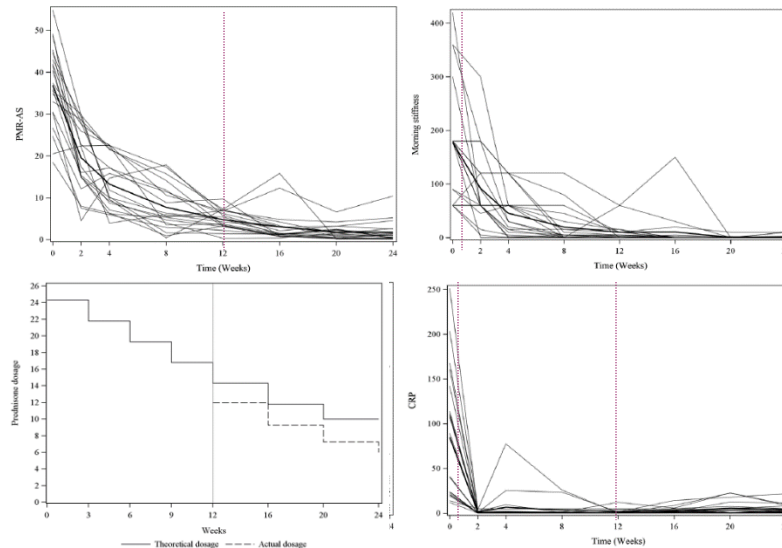 PMR-AS
50
40
30
20
10
0
0 2 4 8 12 16 20 24
Time (Weeks)
Morning stiffness
400
300
200
100
0
0 2 4 8 12 16 20
Time (Weeks)
Prednisone dosage
26
24
22
20
18
16
14
12
10
8
6
4
2
0
0 3 6 9 12 16 20 24
Weeks
Theoretical dosage Actual dosage
4
CRP
250
200
150
100
50
0
0 2 4 8 12 16 20
Time (Weeks)